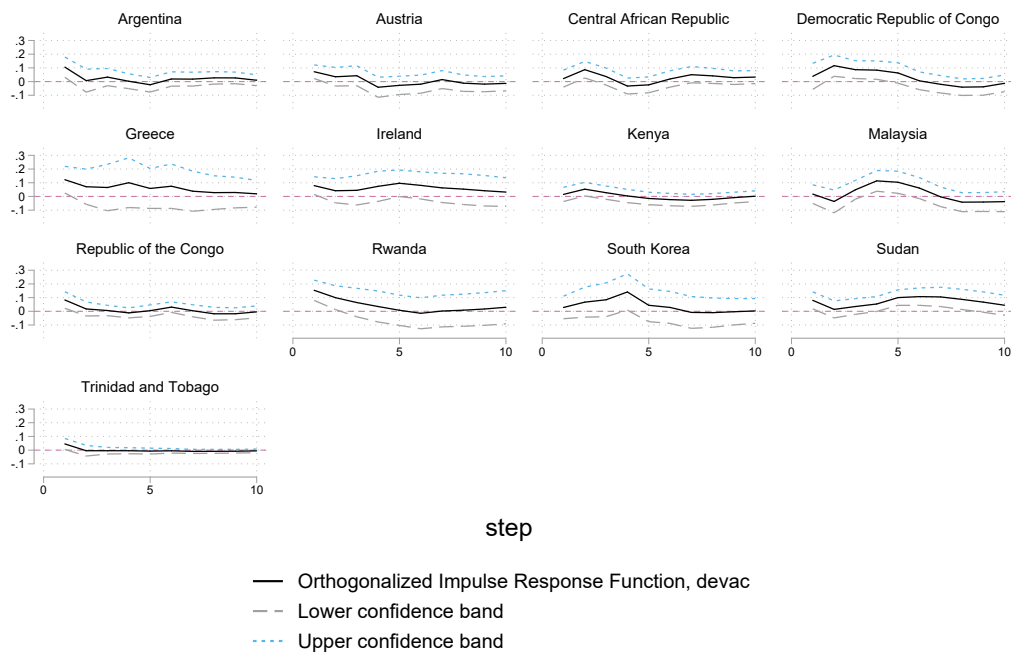 Argentina Austria Central African Republic Democratic Republic of Congo
.3
.2
.1
0
-.1
Greece Ireland Kenya Malaysia
.3
.2
.1
0
-.1
Republic of the Congo Rwanda South Korea Sudan
.3
.2
.1
0
-.1
0 5 10 0 5 10 0 5 10
Trinidad and Tobago
.3
.2
.1
0
-.1
0 5 10
step
Orthogonalized Impulse Response Function, devac
Lower confidence band
Upper confidence band